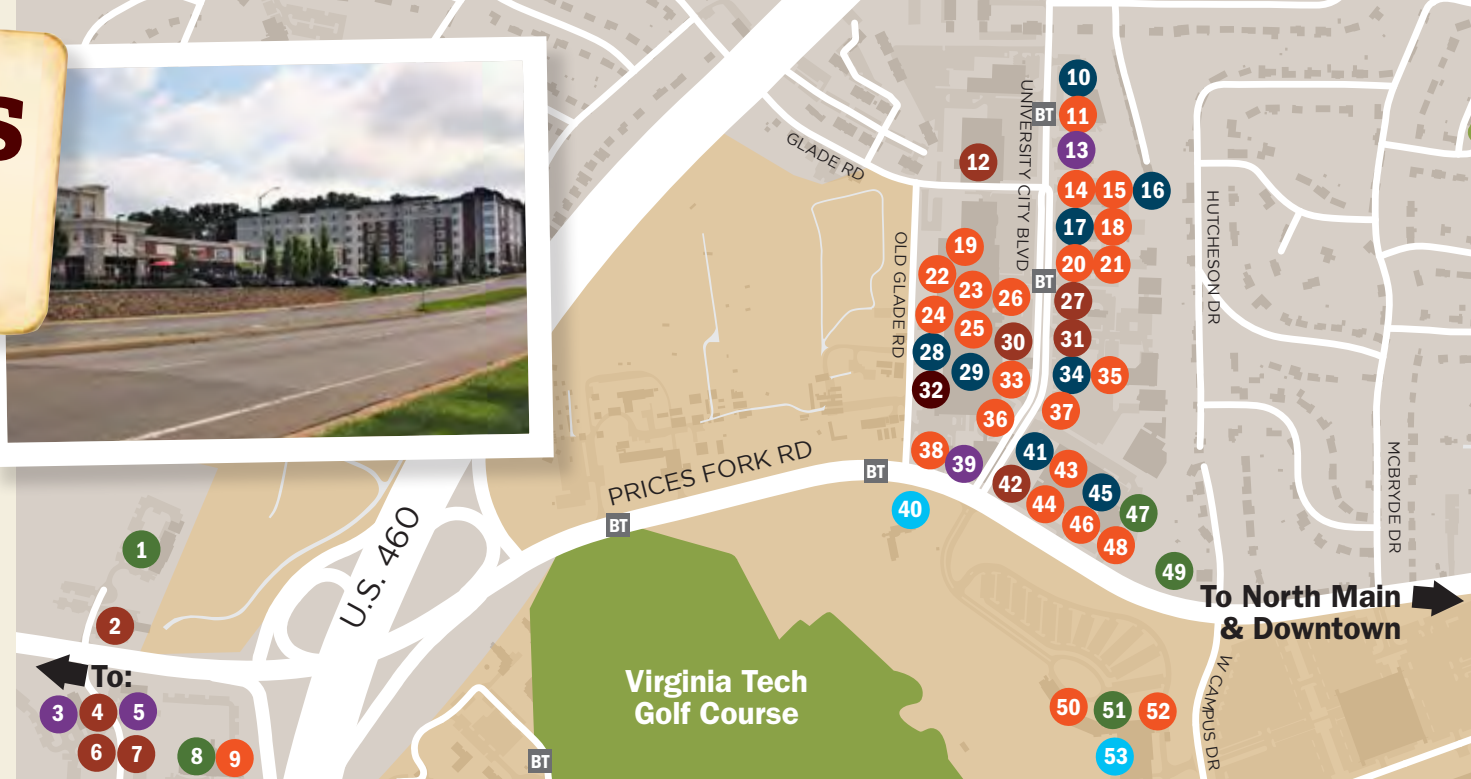 S
GLADE RD
UNIVERSITY CITY BLVD
OLD GLADE RD
HUTCHESON DR
MCBRYDE DR
PRICES FORK RD
U.S. 460
W CAMPUS DR
BT
BT
BT
BT
BT
10
11
13
12
14 15 16
17 18
19
20 21
22
23
26
27
24
25
30
31
28
29
33
34 35
32
36
37
38
39
41
43
42
45
44
47
46
48
40
49
1
2
To:
3 4 5
6 7
8 9
To North Main
& Downtown
Virginia Tech
Golf Course
50 51 52
53